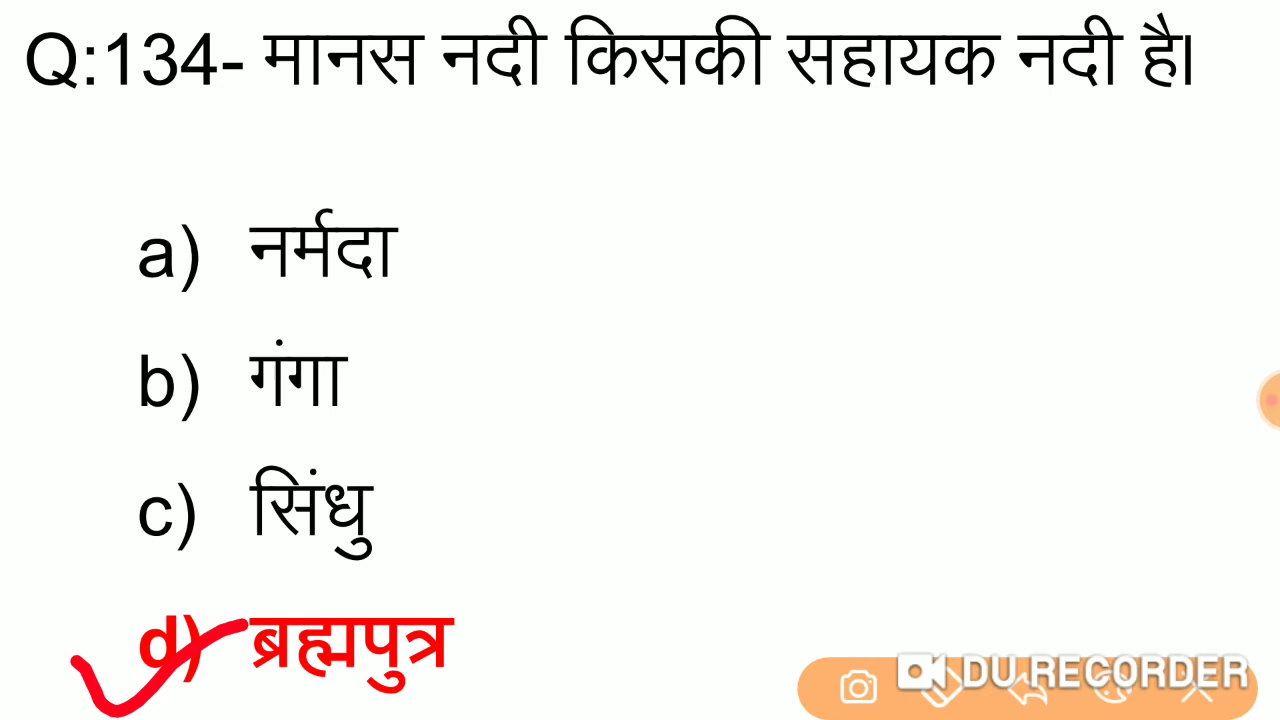 Q:134- मानस नदी किसकी सहायक नदी है।
a) नर्मदा
b) गंगा
c) सिंधु
d) ब्रह्मपुत्र
DU RECORDER